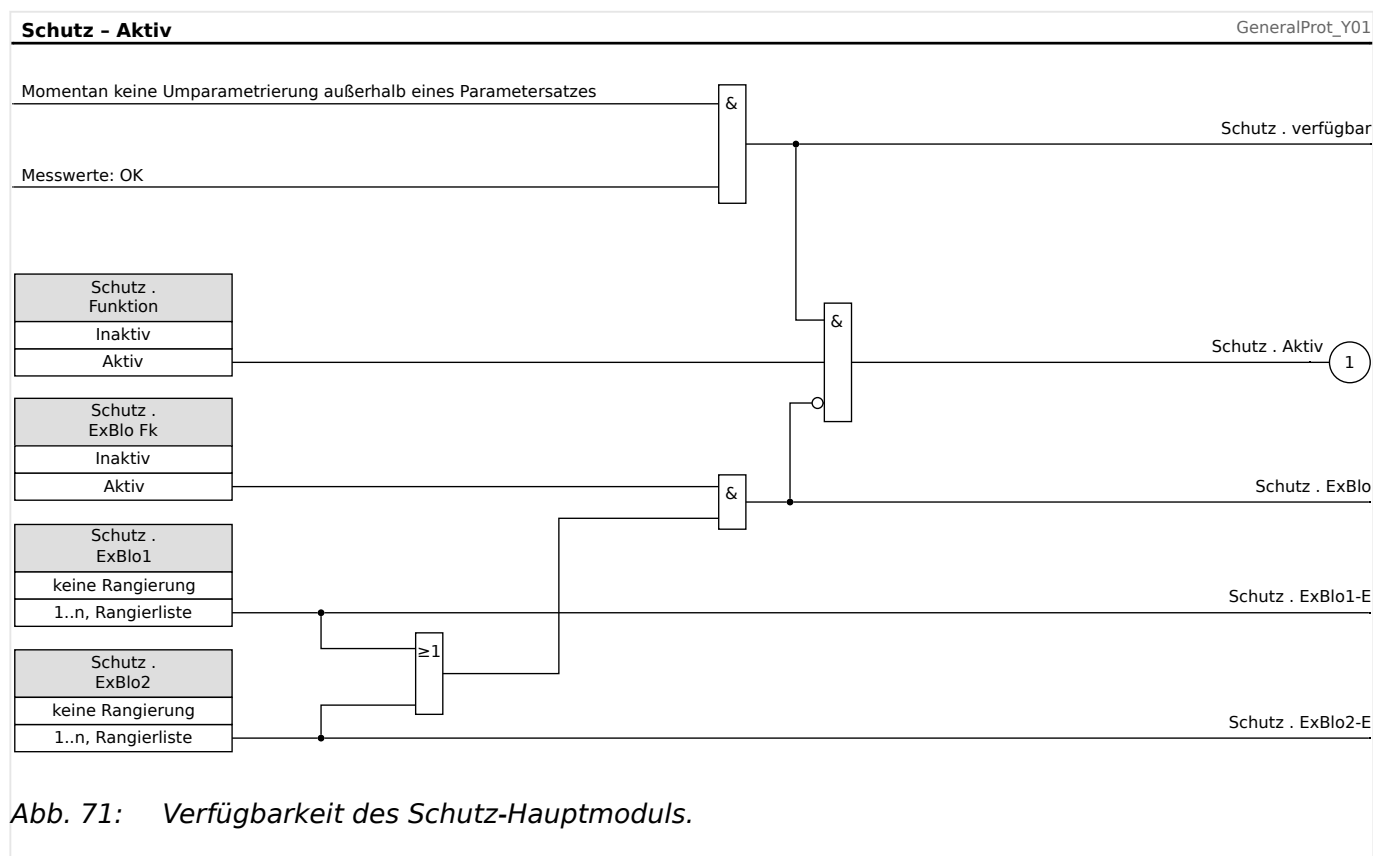 Schutz – Aktiv
GeneralProt_Y01
Momentan keine Umparametrierung außerhalb eines Parametersatzes
&
Schutz . verfügbar
Messwerte: OK
Schutz .
Funktion
Inaktiv
Aktiv
&
Schutz . Aktiv
1
Schutz .
ExBlo Fk
Inaktiv
Aktiv
&
Schutz . ExBlo
Schutz .
ExBlo1
keine Rangierung
1..n, Rangierliste
Schutz . ExBlo1-E
≥1
Schutz .
ExBlo2
keine Rangierung
1..n, Rangierliste
Schutz . ExBlo2-E
Abb. 71: Verfügbarkeit des Schutz-Hauptmoduls.